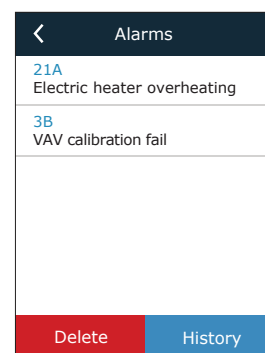 Alarms
21A
Electric heater overheating
3B
VAV calibration fail
Delete History